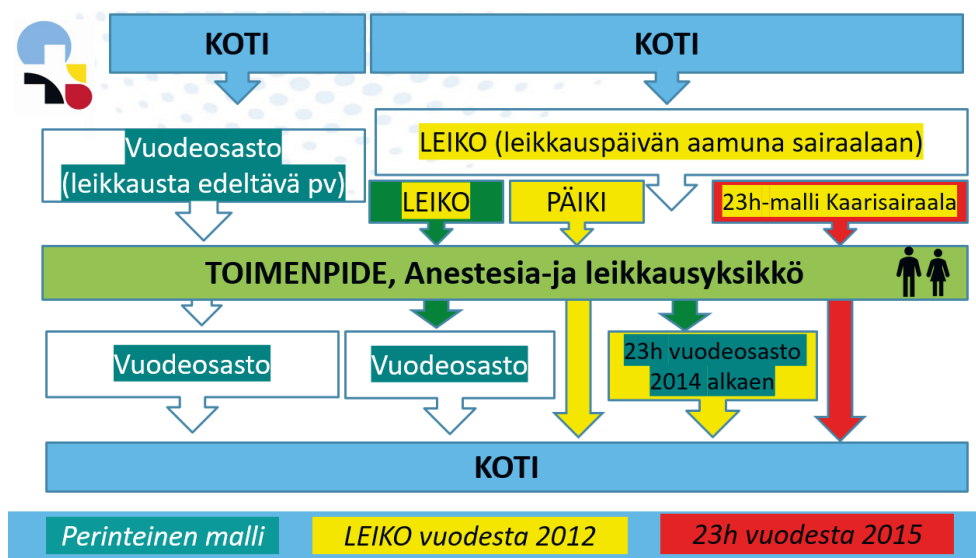 KOTI
KOTI
Vuodeosasto
(leikkausta edeltävä pv)
LEIKO (leikkauspäivän aamuna sairaalaan)
LEIKO
PÄIKI
23h-malli Kaarisairaala
TOIMENPIDE, Anestesia-ja leikkausyksikkö
Vuodeosasto
Vuodeosasto
23h vuodeosasto
2014 alkaen
KOTI
Perinteinen malli
LEIKO vuodesta 2012
23h vuodesta 2015